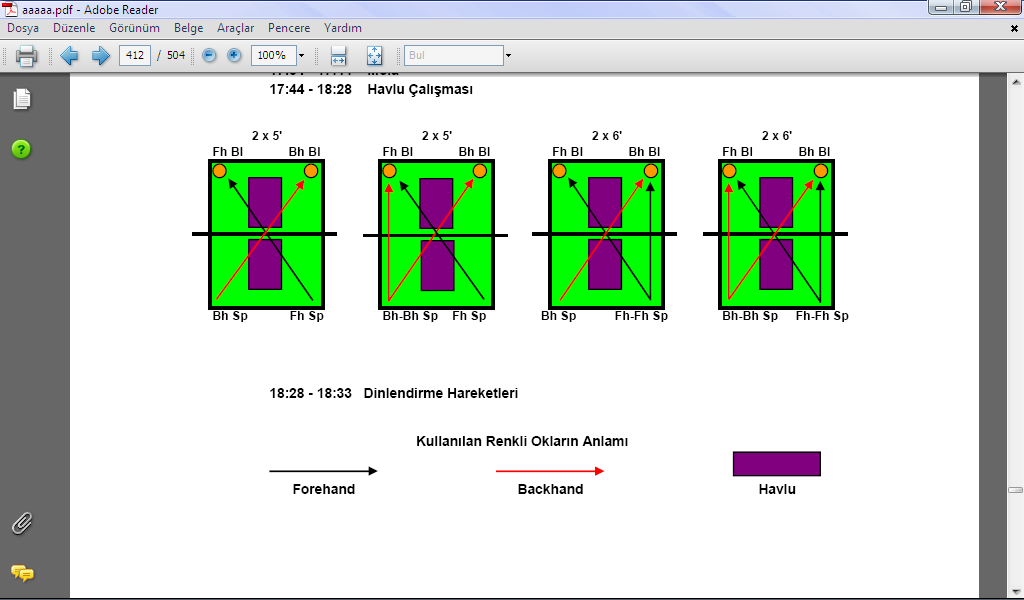 aaaaa.pdf - Adobe Reader
Dosya Düzenle Görünüm Belge Araçlar Pencere Yardım
412 / 504 100% Bul
17:44 - 18:28 Havlu Çalışması
2 x 5' 2 x 5' 2 x 6' 2 x 6'
Fh Bl Bh Bl Fh Bl Bh Bl Fh Bl Bh Bl Fh Bl Bh Bl
Bh Sp Fh Sp Bh-Bh Sp Fh Sp Bh Sp Fh-Fh Sp Bh-Bh Sp Fh-Fh Sp
18:28 - 18:33 Dinlendirme Hareketleri
Kullanılan Renkli Okların Anlamı
Forehand Backhand Havlu